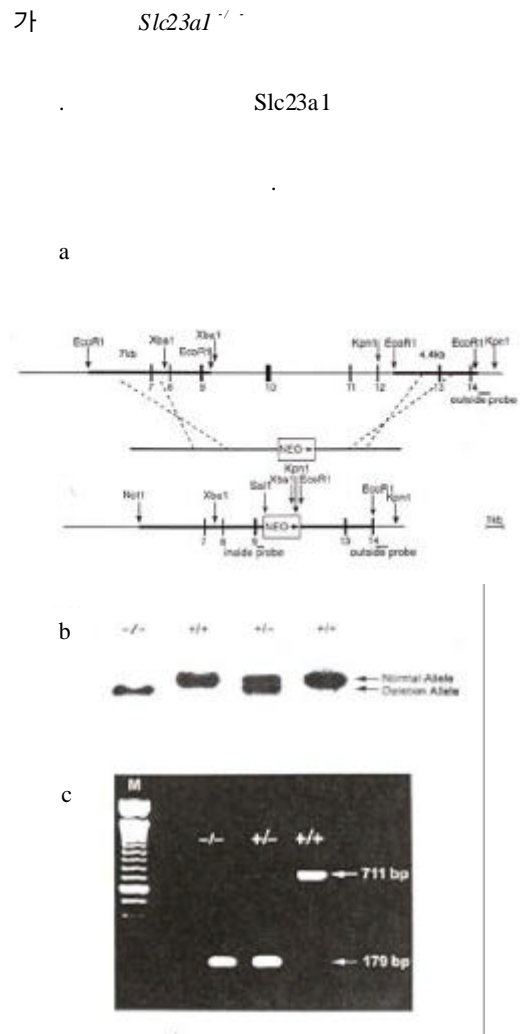 가 Slc23a1 -/-
. Slc23a1
.
a
EcoR1 Xba1 Xba1 Kpn1 EcoR1 EcoR1 Kpn1
7kb EcoR1 4.4kb
7 8 9 10 11 12 13 14
outside probe
NEO
Kpn1
Not1 Xba1 Sal1 Xba1 EcoR1 EcoR1 Kpn1
NEO 1kb
7 8 9 13 14
inside probe outside probe
b -/- +/+ +/- +/+
Normal Allele
Deletion Allele
c M
-/- +/- +/+
711 bp
179 bp